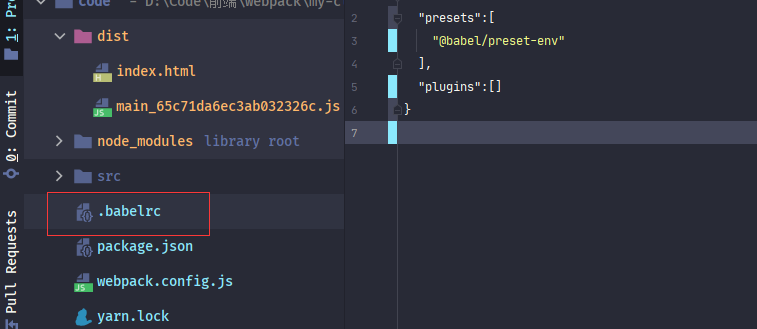 1: Pr
0: Commit
Pull Requests
code – D:\Code\前端\webpack\my-c
dist
index.html
main_65c71da6ec3ab032326c.js
node_modules library root
src
.babelrc
package.json
webpack.config.js
yarn.lock
2 "presets":[
3 "@babel/preset-env"
4 ],
5 "plugins":[]
6 }
7